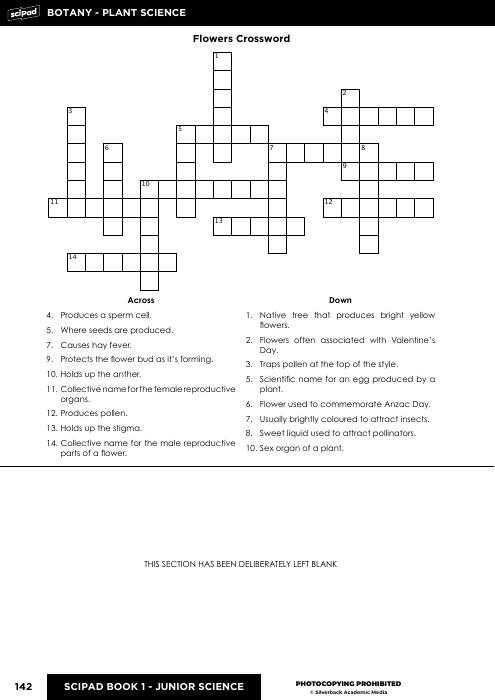 scipad BOTANY - PLANT SCIENCE
Flowers Crossword
1
2
3
4
5
6
7
8
9
10
11
12
13
14
Across
4. Produces a sperm cell.
5. Where seeds are produced.
7. Causes hay fever.
9. Protects the flower bud as it's forming.
10. Holds up the anther.
11. Collective name for the female reproductive
organs.
12. Produces pollen.
13. Holds up the stigma.
14. Collective name for the male reproductive
parts of a flower.
Down
1. Native tree that produces bright yellow
flowers.
2. Flowers often associated with Valentine's
Day.
3. Traps pollen at the top of the style.
5. Scientific name for an egg produced by a
plant.
6. Flower used to commemorate Anzac Day.
7. Usually brightly coloured to attract insects.
8. Sweet liquid used to attract pollinators.
10. Sex organ of a plant.
THIS SECTION HAS BEEN DELIBERATELY LEFT BLANK
142 SCIPAD BOOK 1 - JUNIOR SCIENCE
PHOTOCOPYING PROHIBITED
© Silverback Academic Media